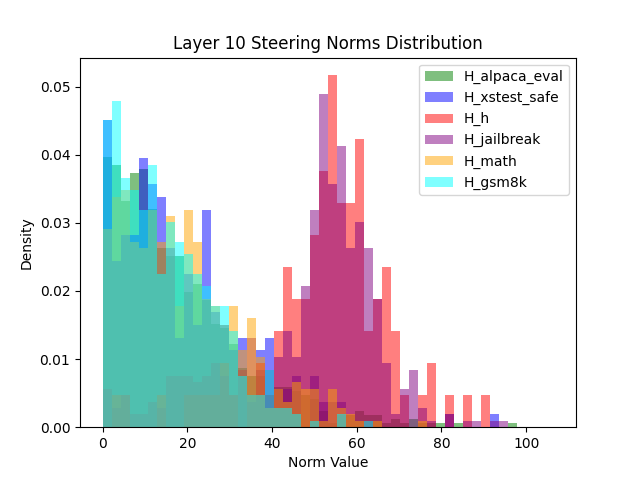 Layer 10 Steering Norms Distribution
H_alpaca_eval
H_xstest_safe
H_h
H_jailbreak
H_math
H_gsm8k
Density
0.05
0.04
0.03
0.02
0.01
0.00
0
20
40
60
80
100
Norm Value